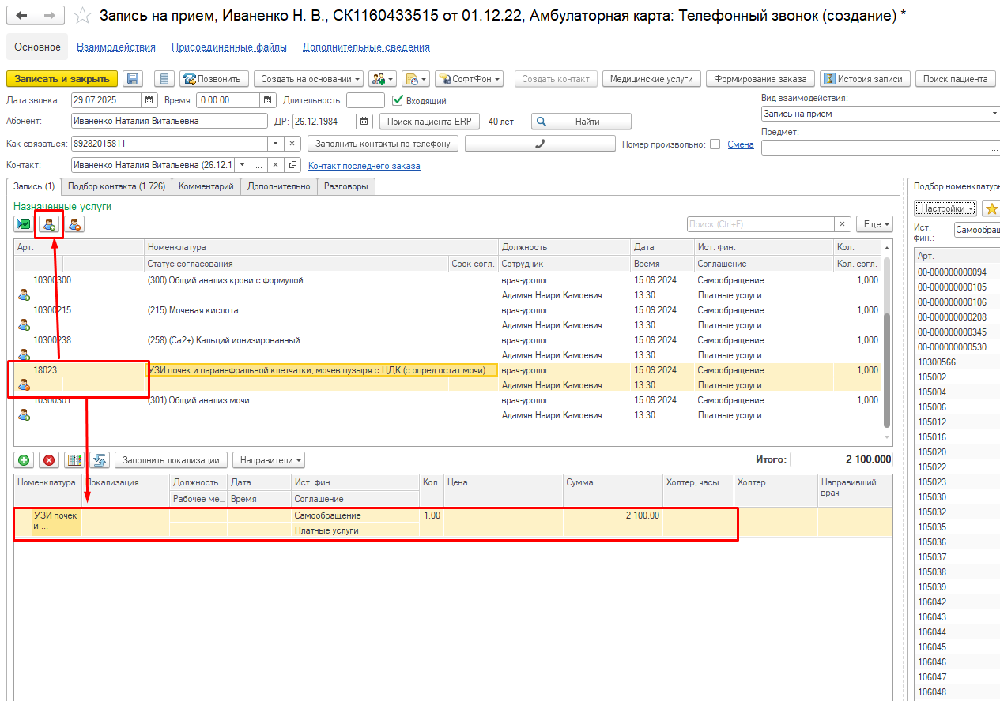 Запись на прием, Иваненко Н. В., СК1160433515 от 01.12.22, Амбулаторная карта: Телефонный звонок (создание) *
Основное Взаимодействия Присоединенные файлы Дополнительные сведения
Записать и закрыть Позвонить Создать на основании СофтФон Создать контакт Медицинские услуги Формирование заказа История записи Поиск пациента
Дата звонка: 29.07.2025 Время: 0:00:00 Длительность: : : Входящий
Вид взаимодействия:
Абонент: Иваненко Наталия Витальевна ДР: 26.12.1984 Поиск пациента ERP 40 лет Найти
Запись на прием
Предмет:
Как связаться: 89282015811 Заполнить контакты по телефону Номер произвольно: Смена
...
Контакт: Иваненко Наталия Витальевна (26.12.1 ... Контакт последнего заказа
Запись (1) Подбор контакта (1 726) Комментарий Дополнительно Разговоры
Назначенные услуги
Поиск (Ctrl+F) × Еще
Арт. Номенклатура Должность Дата Ист. фин. Кол.
Статус согласования Срок согл. Сотрудник Время Соглашение Кол. согл.
10300300 (300) Общий анализ крови с формулой врач-уролог 15.09.2024 Самообращение 1,000
Адамян Наири Камоевич 13:30 Платные услуги
10300215 (215) Мочевая кислота врач-уролог 15.09.2024 Самообращение 1,000
Адамян Наири Камоевич 13:30 Платные услуги
10300238 (258) (Ca2+) Кальций ионизированный врач-уролог 15.09.2024 Самообращение 1,000
Адамян Наири Камоевич 13:30 Платные услуги
18023 УЗИ почек и паранефральной клетчатки, мочев.пузыря с ЦДК (с опред.остат.мочи) врач-уролог 15.09.2024 Самообращение 1,000
Адамян Наири Камоевич 13:30 Платные услуги
10300301 (301) Общий анализ мочи врач-уролог 15.09.2024 Самообращение 1,000
Адамян Наири Камоевич 13:30 Платные услуги
Заполнить локализации Направители Итого: 2 100,000
Номенклатура Локализация Должность Дата Ист. фин. Кол. Цена Сумма Холтер, часы Холтер Направивший врач
Рабочее ме... Время Соглашение
УЗИ почек и ... Самообращение 1,00 2 100,00
Платные услуги
Подбор номенклатуры
Настройки
Ист. фин.: Самообращ
Арт.
00-000000000094
00-000000000105
00-000000000106
00-000000000208
00-000000000345
00-000000000530
10300566
105002
105004
105006
105012
105016
105020
105022
105023
105030
105032
105035
105036
105037
105038
105039
106042
106043
106044
106045
106046
106047
106048